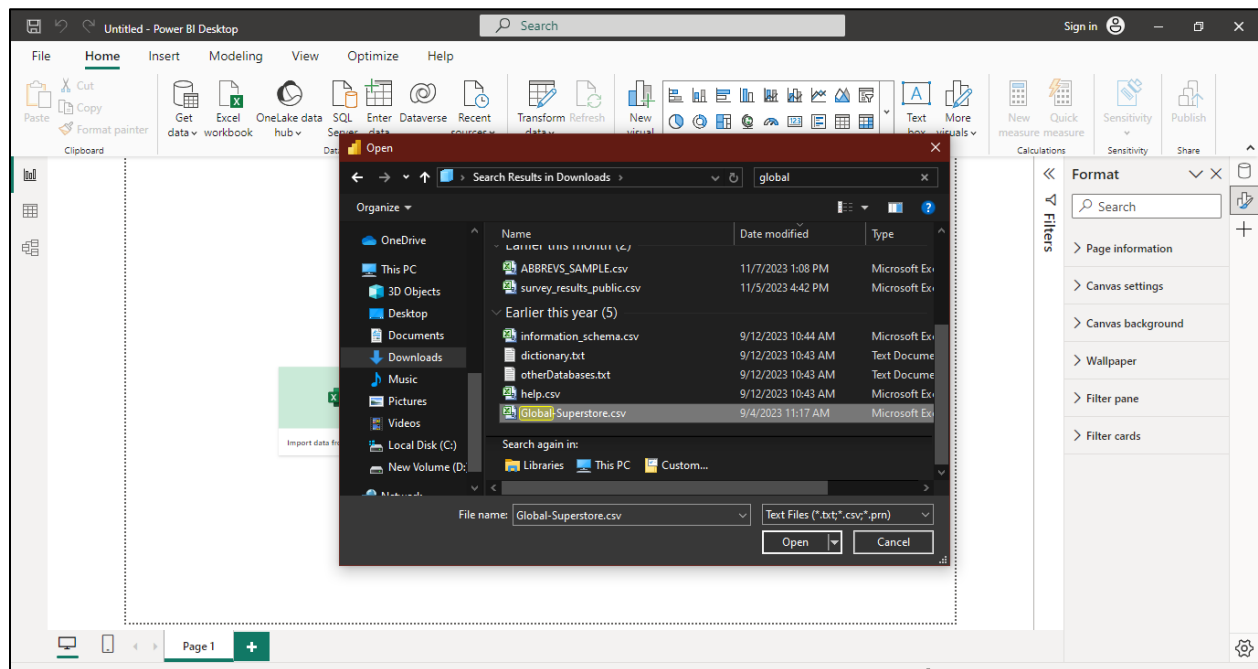 Untitled - Power BI Desktop
Search
Sign in
File Home Insert Modeling View Optimize Help
Paste
Cut
Copy
Format painter
Clipboard
Get data
Excel workbook
OneLake data hub
SQL Server
Enter data
Dataverse
Recent sources
Transform data
Refresh
New visual
Text box
More visuals
New measure
Quick measure
Calculations
Sensitivity
Sensitivity
Publish
Share
Open
Search Results in Downloads
global
Organize
OneDrive
This PC
3D Objects
Desktop
Documents
Downloads
Music
Pictures
Videos
Local Disk (C:)
New Volume (D:
Network
Name Date modified Type
Earlier this month (2)
ABBREVS_SAMPLE.csv 11/7/2023 1:08 PM Microsoft Ex
survey_results_public.csv 11/5/2023 4:42 PM Microsoft Ex
Earlier this year (5)
information_schema.csv 9/12/2023 10:44 AM Microsoft Ex
dictionary.txt 9/12/2023 10:43 AM Text Docume
otherDatabases.txt 9/12/2023 10:43 AM Text Docume
help.csv 9/12/2023 10:43 AM Microsoft Ex
Global-Superstore.csv 9/4/2023 11:17 AM Microsoft Ex
Search again in:
Libraries This PC Custom...
File name: Global-Superstore.csv Text Files (*.txt;*.csv;*.prn)
Open Cancel
Import data fr
Filters
Format
Search
Page information
Canvas settings
Canvas background
Wallpaper
Filter pane
Filter cards
Page 1